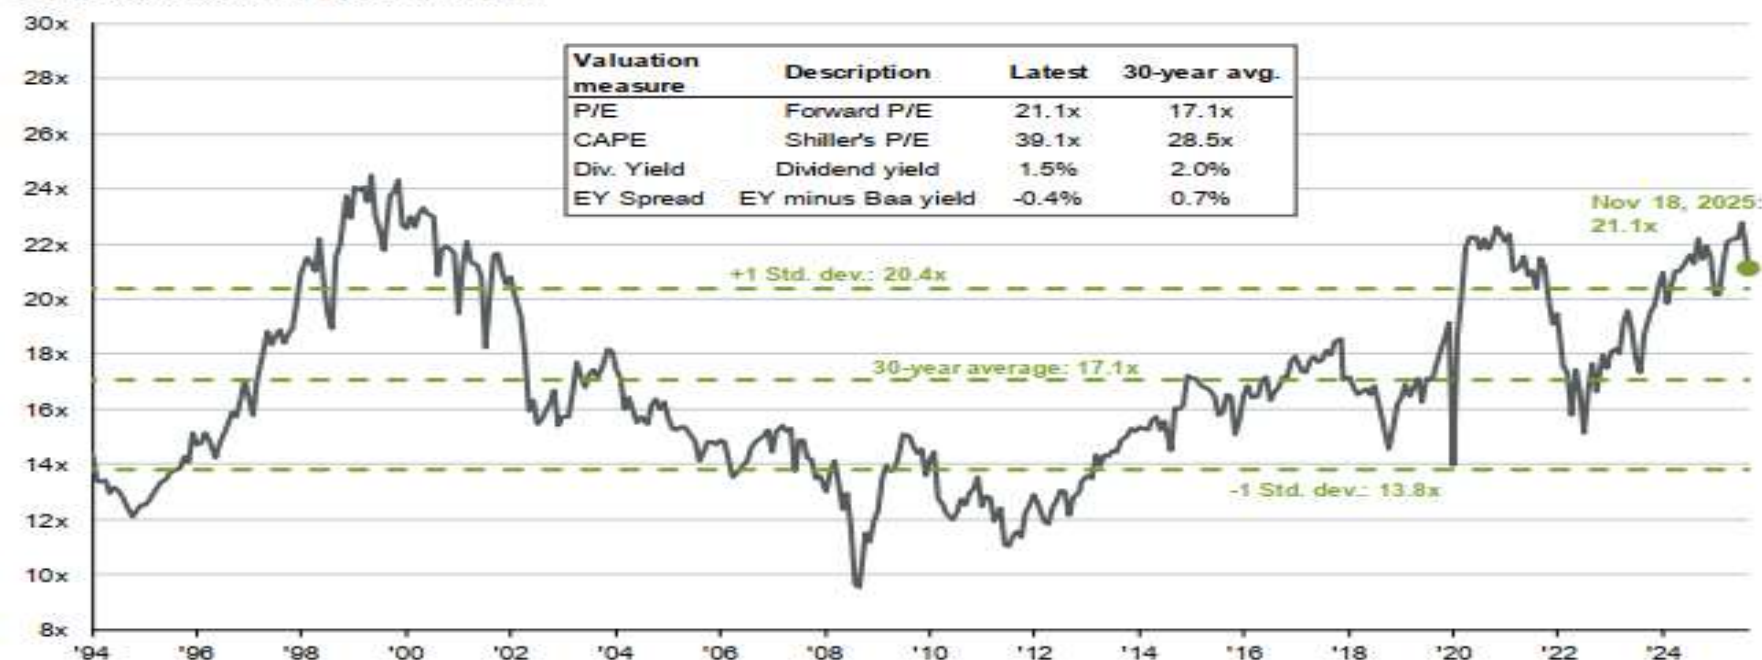 30x
28x
26x
24x
22x
20x
18x
16x
14x
12x
10x
8x
Valuation measure Description Latest 30-year avg.
P/E Forward P/E 21.1x 17.1x
CAPE Shiller's P/E 39.1x 28.5x
Div. Yield Dividend yield 1.5% 2.0%
EY Spread EY minus Baa yield -0.4% 0.7%
Nov 18, 2025:
21.1x
+1 Std. dev.: 20.4x
30-year average: 17.1x
-1 Std. dev.: 13.8x
'94 '96 '98 '00 '02 '04 '06 '08 '10 '12 '14 '16 '18 '20 '22 '24